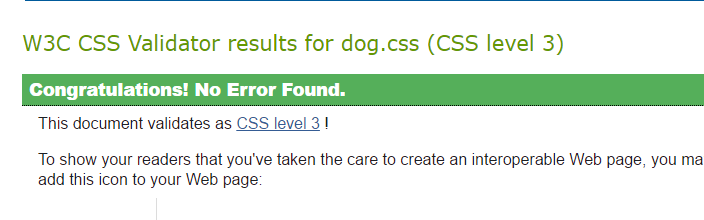 W3C CSS Validator results for dog.css (CSS level 3)
Congratulations! No Error Found.
This document validates as CSS level 3 !
To show your readers that you've taken the care to create an interoperable Web page, you ma
add this icon to your Web page: